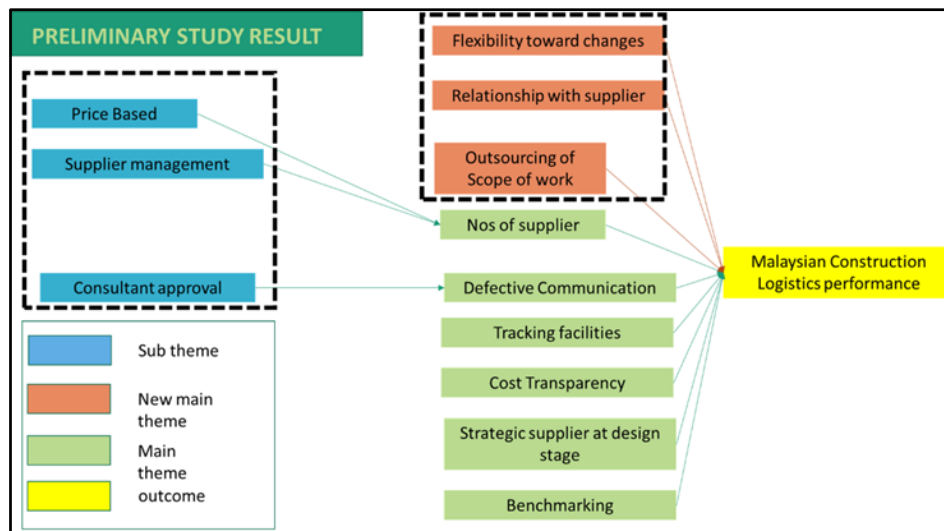 PRELIMINARY STUDY RESULT
Flexibility toward changes
Price Based
Relationship with supplier
Supplier management
Outsourcing of
Scope of work
Nos of supplier
Malaysian Construction
Logistics performance
Consultant approval
Defective Communication
Tracking facilities
Cost Transparency
Strategic supplier at design
stage
Benchmarking
Sub theme
New main
theme
Main
theme
outcome